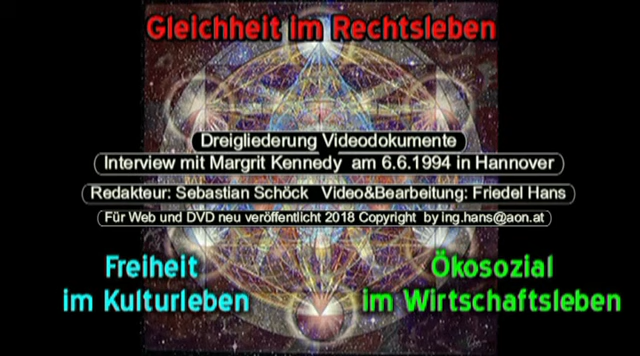 Gleichheit im Rechtsleben
Dreigliederung Videodokumente
Interview mit Margrit Kennedy am 6.6.1994 in Hannover
Redakteur: Sebastian Schöck Video&Bearbeitung: Friedel Hans
Für Web und DVD neu veröffentlicht 2018 Copyright by ing.hans@aon.at
Freiheit
im Kulturleben
Ökosozial
im Wirtschaftsleben